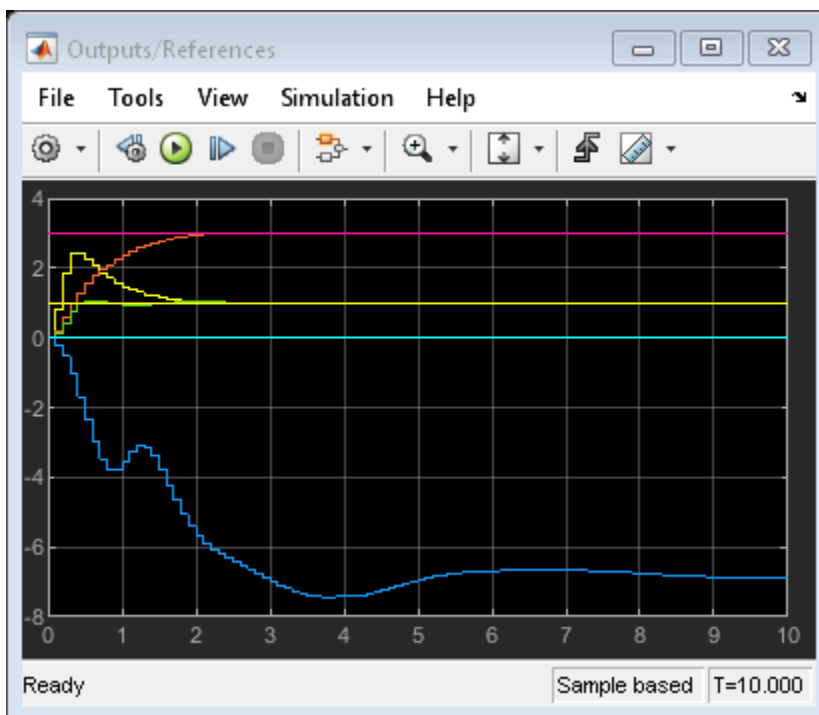 Outputs/References
File Tools View Simulation Help
4
2
0
-2
-4
-6
-8
0 1 2 3 4 5 6 7 8 9 10
Ready Sample based T=10.000